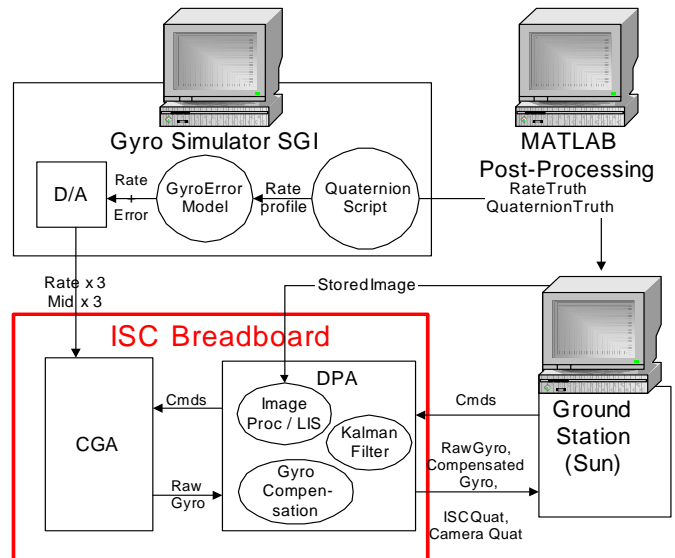 Gyro Simulator SGI
MATLAB
Post-Processing
D/A
Rate
+
Error
GyroError
Model
Rate
profile
Quaternion
Script
RateTruth
QuaternionTruth
Rate x 3
Mid x 3
StoredImage
ISC Breadboard
CGA
Cmds
Raw
Gyro
DPA
Image
Proc / LIS
Kalman
Filter
Gyro
Compen-
sation
Cmds
RawGyro,
Compensated
Gyro,
ISCQuat,
Camera Quat
Ground
Station
(Sun)